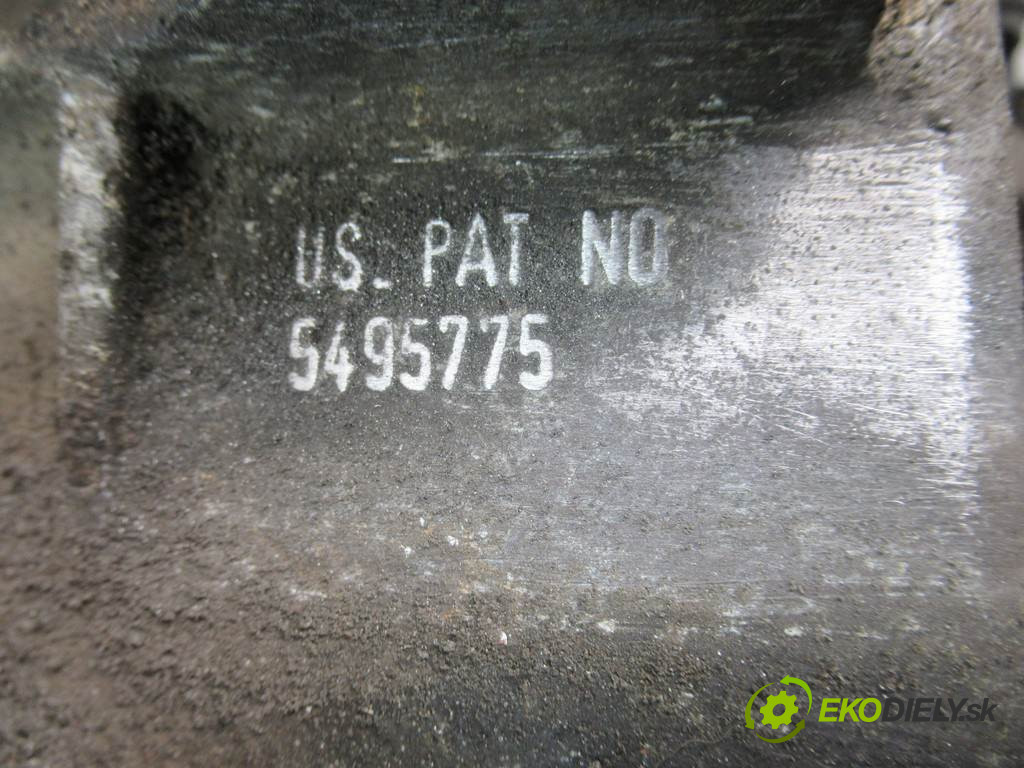 US. PAT NO
5495775
EKODIELY.sk